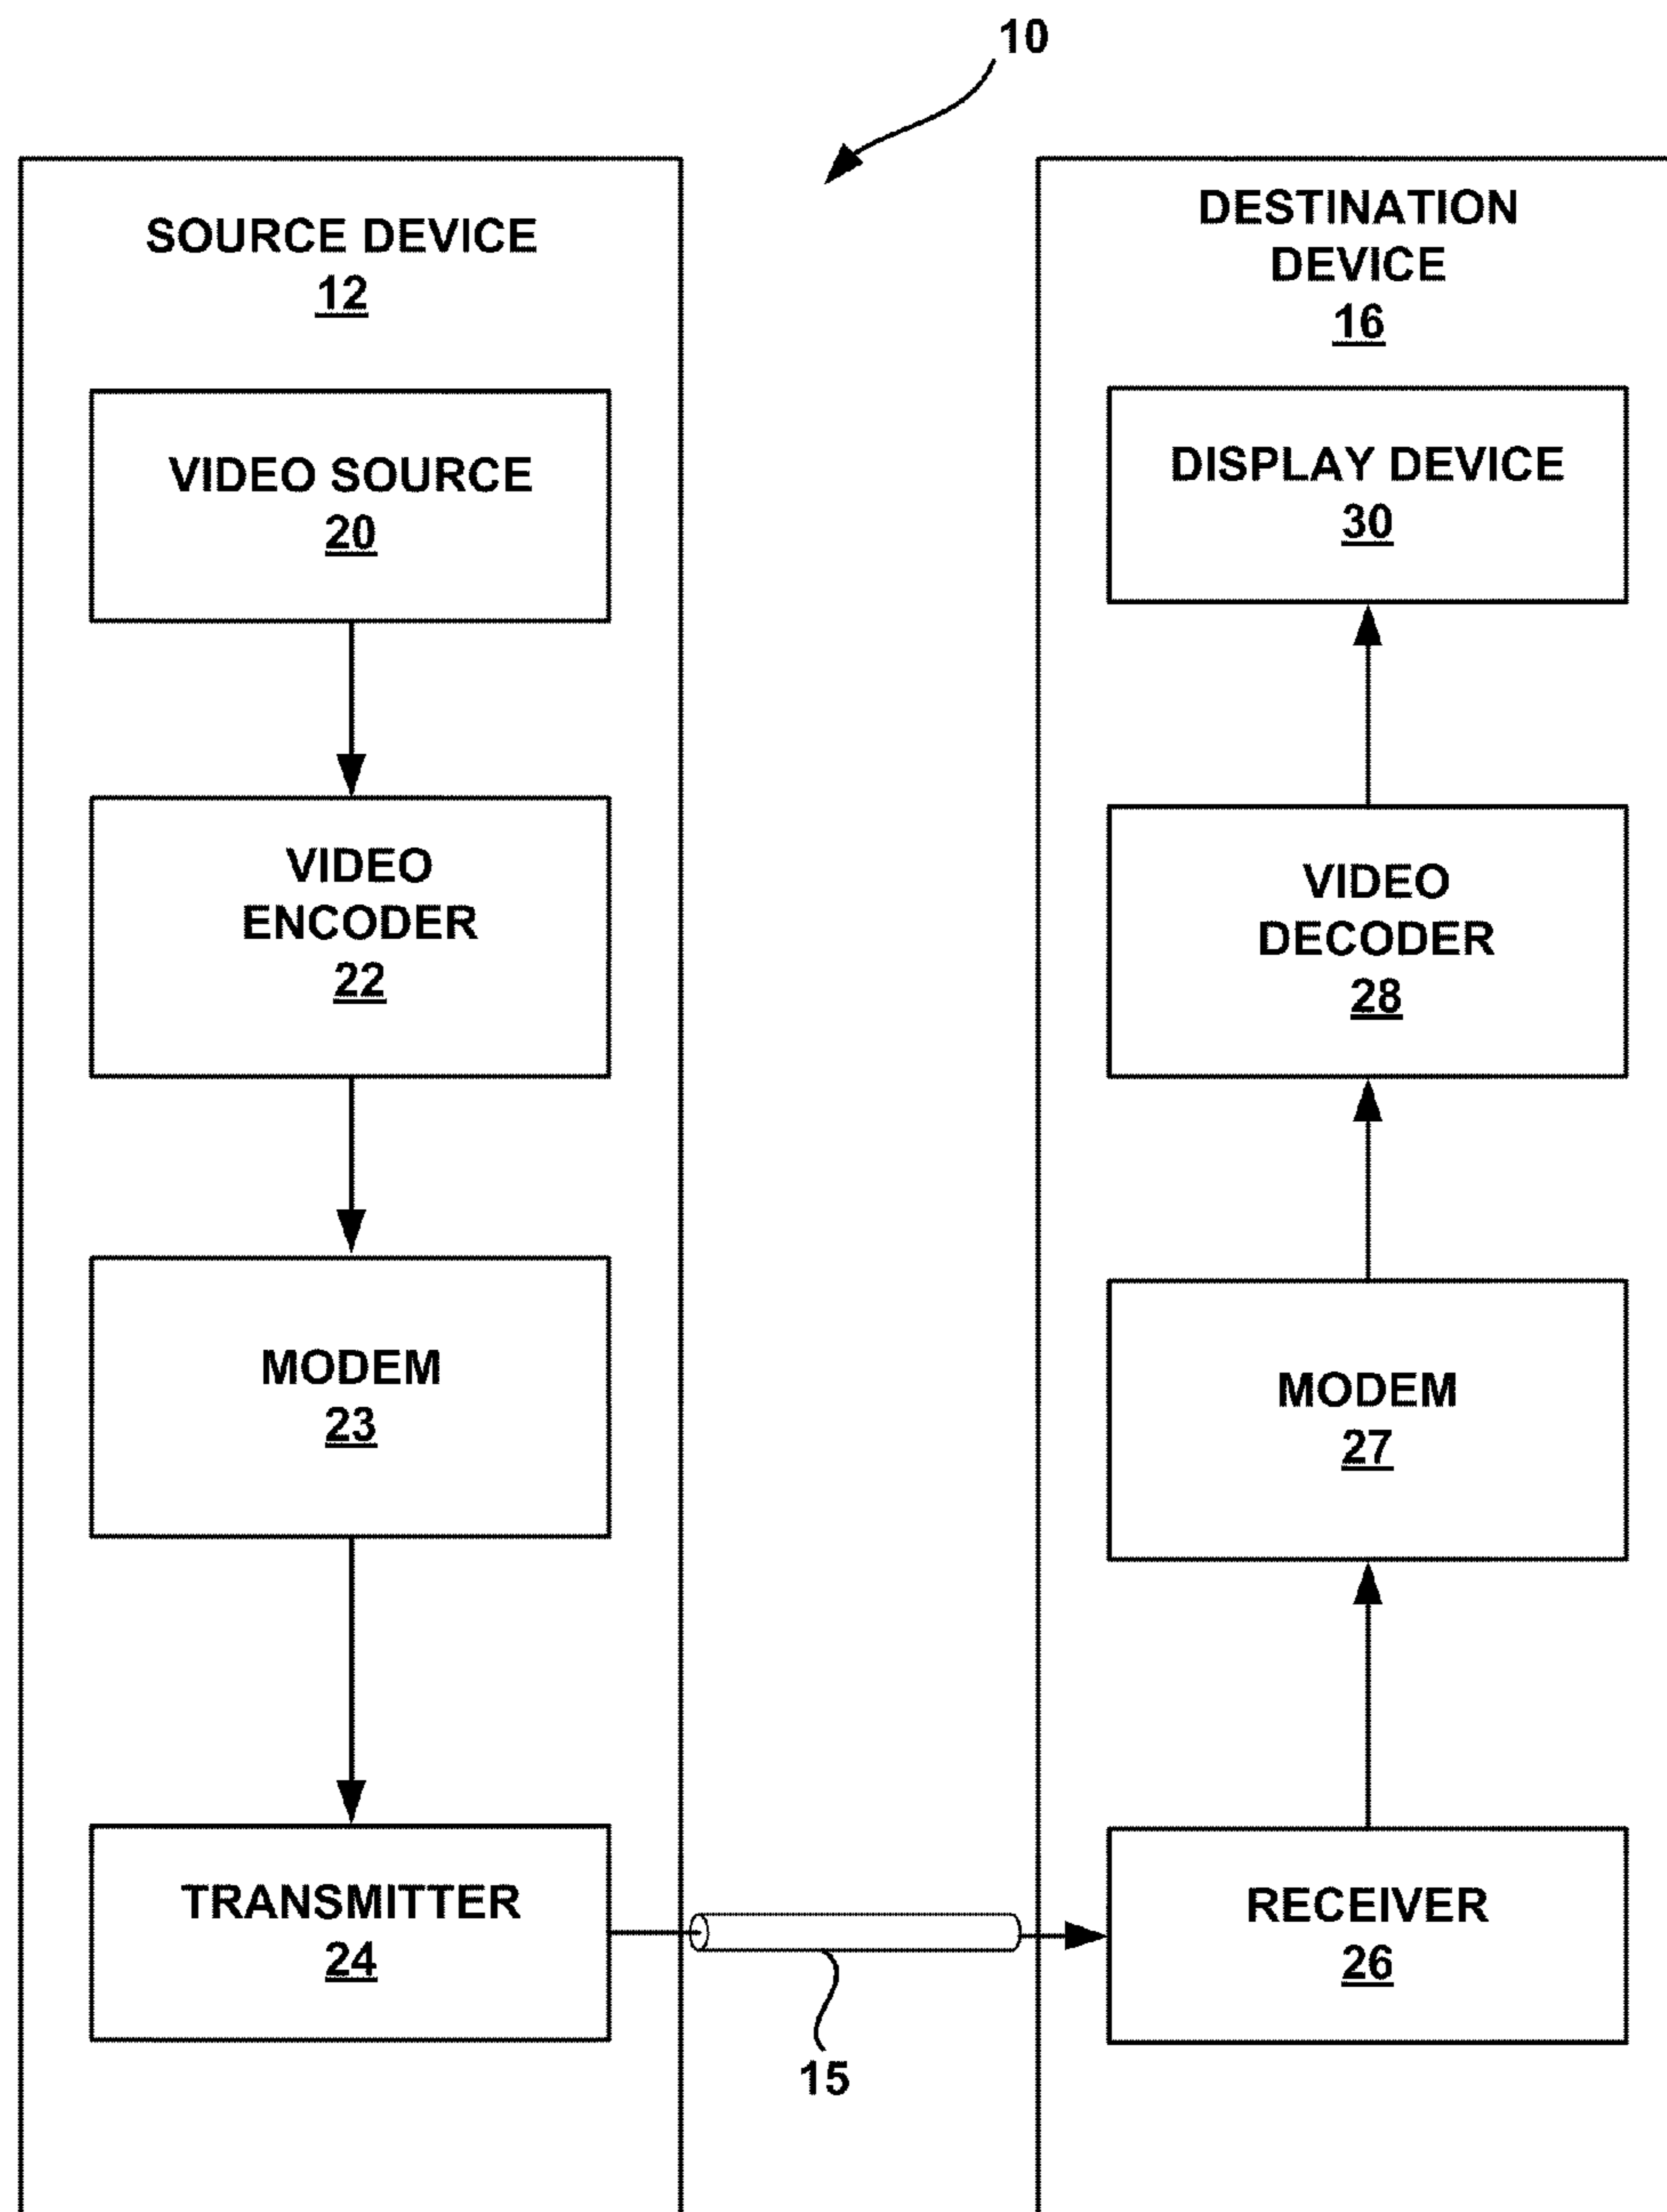 10
SOURCE DEVICE
12
VIDEO SOURCE
20
VIDEO
ENCODER
22
MODEM
23
TRANSMITTER
24
15
DESTINATION
DEVICE
16
DISPLAY DEVICE
30
VIDEO
DECODER
28
MODEM
27
RECEIVER
26